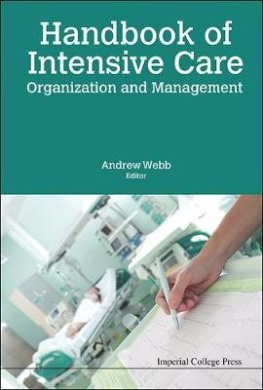 Handbook of
Intensive Care
Organization and Management
Andrew Webb
Editor
Imperial College Press